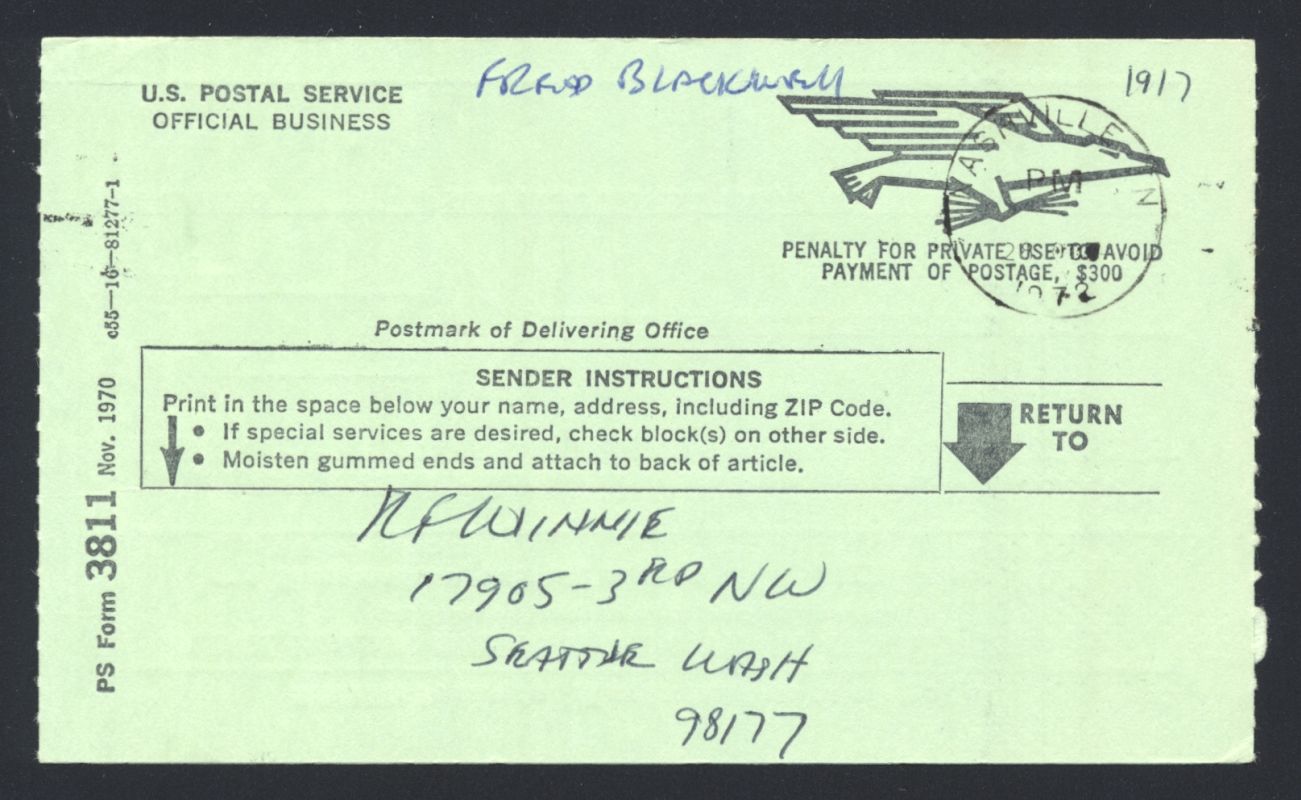 U.S. POSTAL SERVICE
OFFICIAL BUSINESS
FRED BLACKWELL
1917
NASHVILLE
PM
1972
PENALTY FOR PRIVATE USE TO AVOID
PAYMENT OF POSTAGE, $300
PS Form 3811 Nov. 1970 c55—16—81277-1
Postmark of Delivering Office
SENDER INSTRUCTIONS
Print in the space below your name, address, including ZIP Code.
• If special services are desired, check block(s) on other side.
• Moisten gummed ends and attach to back of article.
RETURN
TO
RF WINNIE
17905-3RD NW
SEATTLE WASH
98177